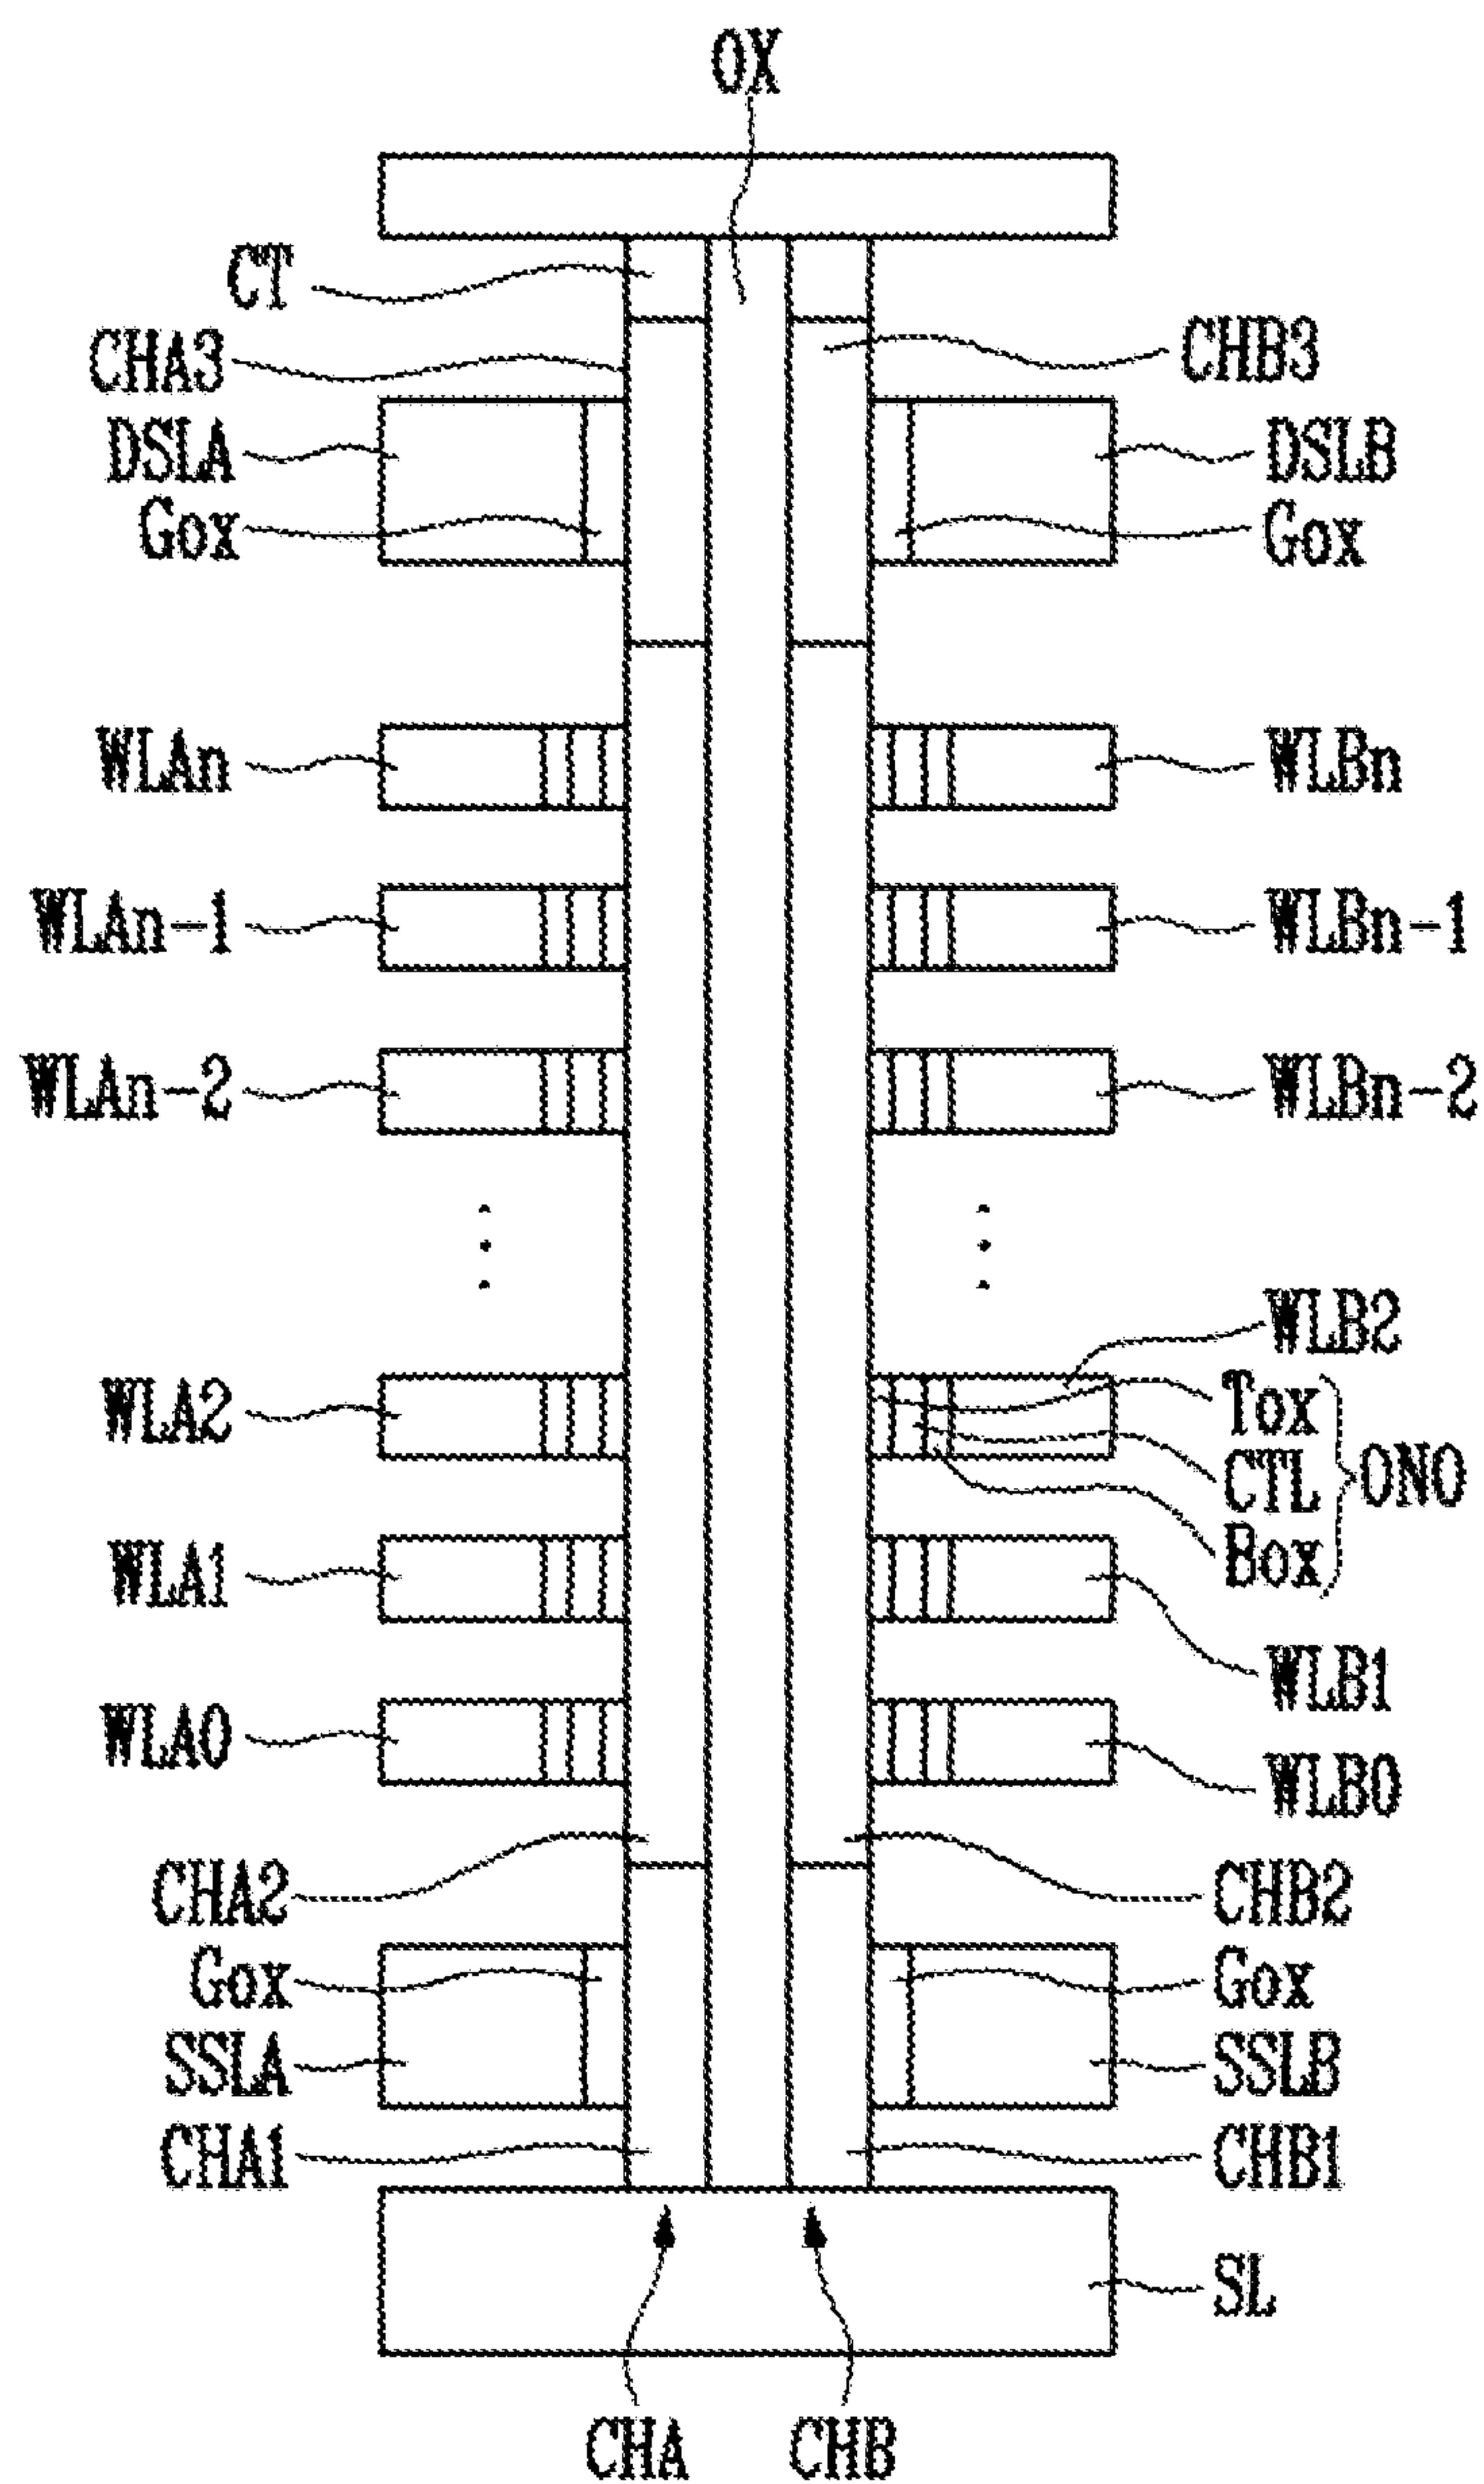 OX
CT
CHA3
CHB3
DSLA
DSLB
Gox
Gox
WLAn
WLBn
WLAn-1
WLBn-1
WLAn-2
WLBn-2
WLB2
WLA2
Tox
CTL
ONO
Box
WLA1
WLB1
WLA0
WLB0
CHA2
CHB2
Gox
Gox
SSLA
SSLB
CHA1
CHB1
SL
CHA
CHB